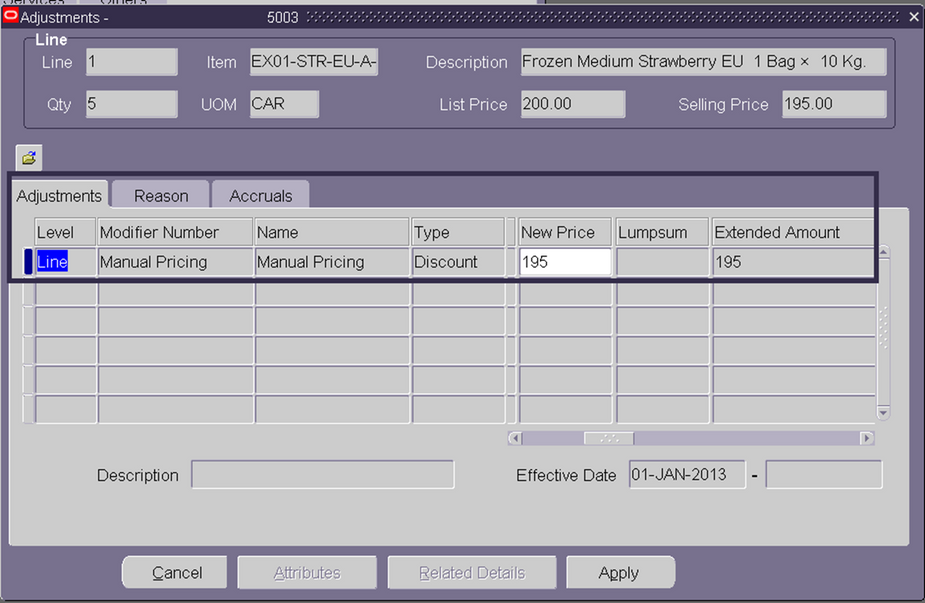 Services Others
Adjustments - 5003
Line
Line 1 Item EX01-STR-EU-A- Description Frozen Medium Strawberry EU 1 Bag × 10 Kg.
Qty 5 UOM CAR List Price 200.00 Selling Price 195.00
Adjustments Reason Accruals
Level Modifier Number Name Type New Price Lumpsum Extended Amount
Line Manual Pricing Manual Pricing Discount 195 195
Description Effective Date 01-JAN-2013 -
Cancel Attributes Related Details Apply